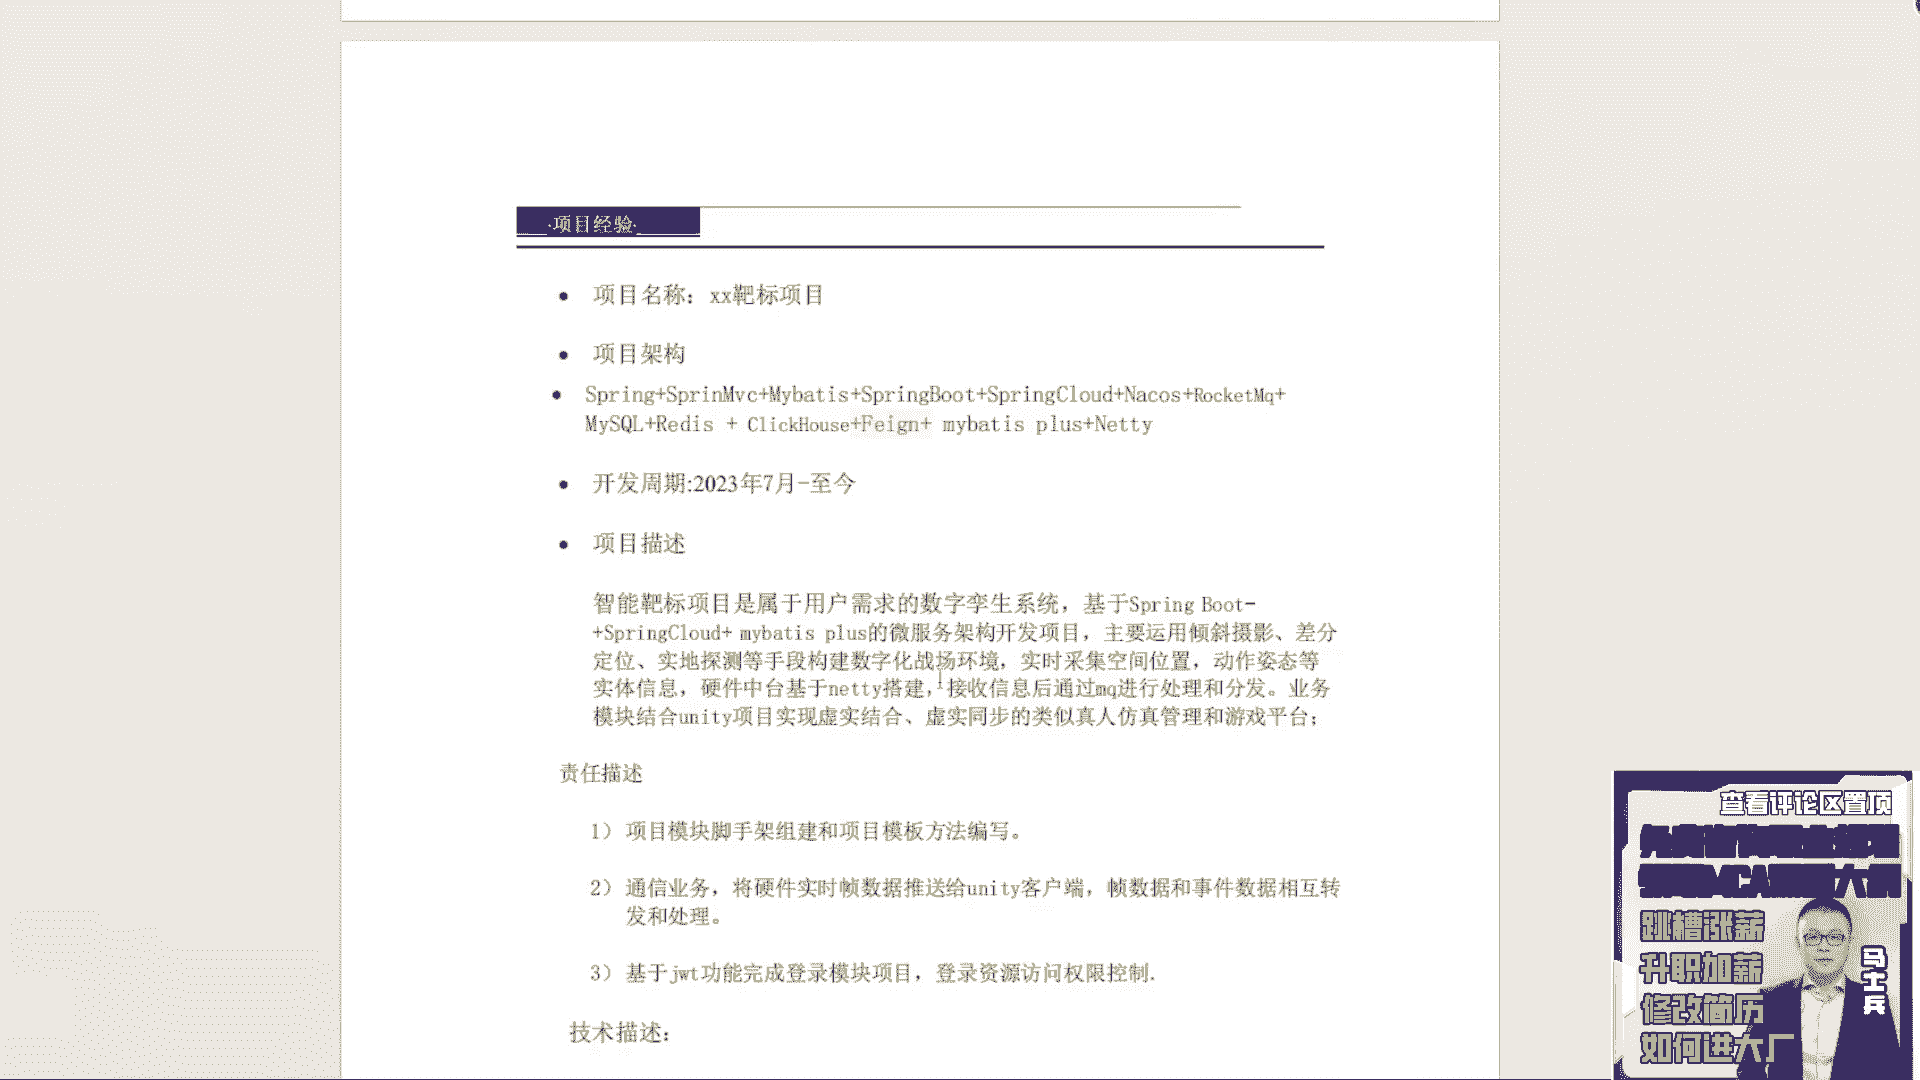 ·项目经验·
项目名称：xx靶标项目
项目架构
Spring+SprinMvc+Mybatis+SpringBoot+SpringCloud+Nacos+RocketMq+
MySQL+Redis + ClickHouse+Feign+ mybatis plus+Netty
开发周期:2023年7月-至今
项目描述
智能靶标项目是属于用户需求的数字孪生系统，基于Spring Boot-
+SpringCloud+ mybatis plus的微服务架构开发项目，主要运用倾斜摄影、差分
定位、实地探测等手段构建数字化战场环境，实时采集空间位置，动作姿态等
实体信息，硬件中台基于netty搭建，接收信息后通过mq进行处理和分发。业务
模块结合unity项目实现虚实结合、虚实同步的类似真人仿真管理和游戏平台；
责任描述
1） 项目模块脚手架组建和项目模板方法编写。
2） 通信业务，将硬件实时帧数据推送给unity客户端，帧数据和事件数据相互转
发和处理。
3） 基于jwt功能完成登录模块项目，登录资源访问权限控制.
技术描述：
查看评论区置顶
跳槽涨薪
升职加薪
修改简历
如何进大厂
马士兵